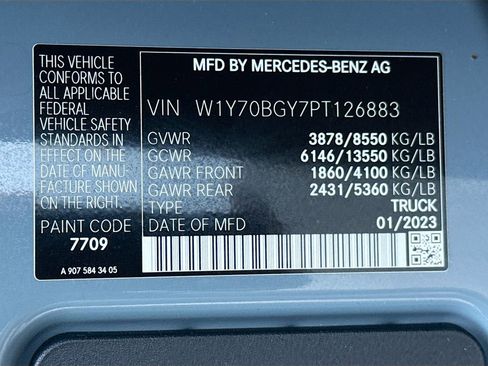 THIS VEHICLE
CONFORMS TO
ALL APPLICABLE
FEDERAL
VEHICLE SAFETY
STANDARDS IN
EFFECT ON THE
DATE OF MANU-
FACTURE SHOWN
ON THE RIGHT.
PAINT CODE
7709
A 907 584 34 05
MFD BY MERCEDES-BENZ AG
VIN W1Y70BGY7PT126883
GVWR 3878/8550 KG/LB
GCWR 6146/13550 KG/LB
GAWR FRONT 1860/4100 KG/LB
GAWR REAR 2431/5360 KG/LB
TYPE TRUCK
DATE OF MFD 01/2023